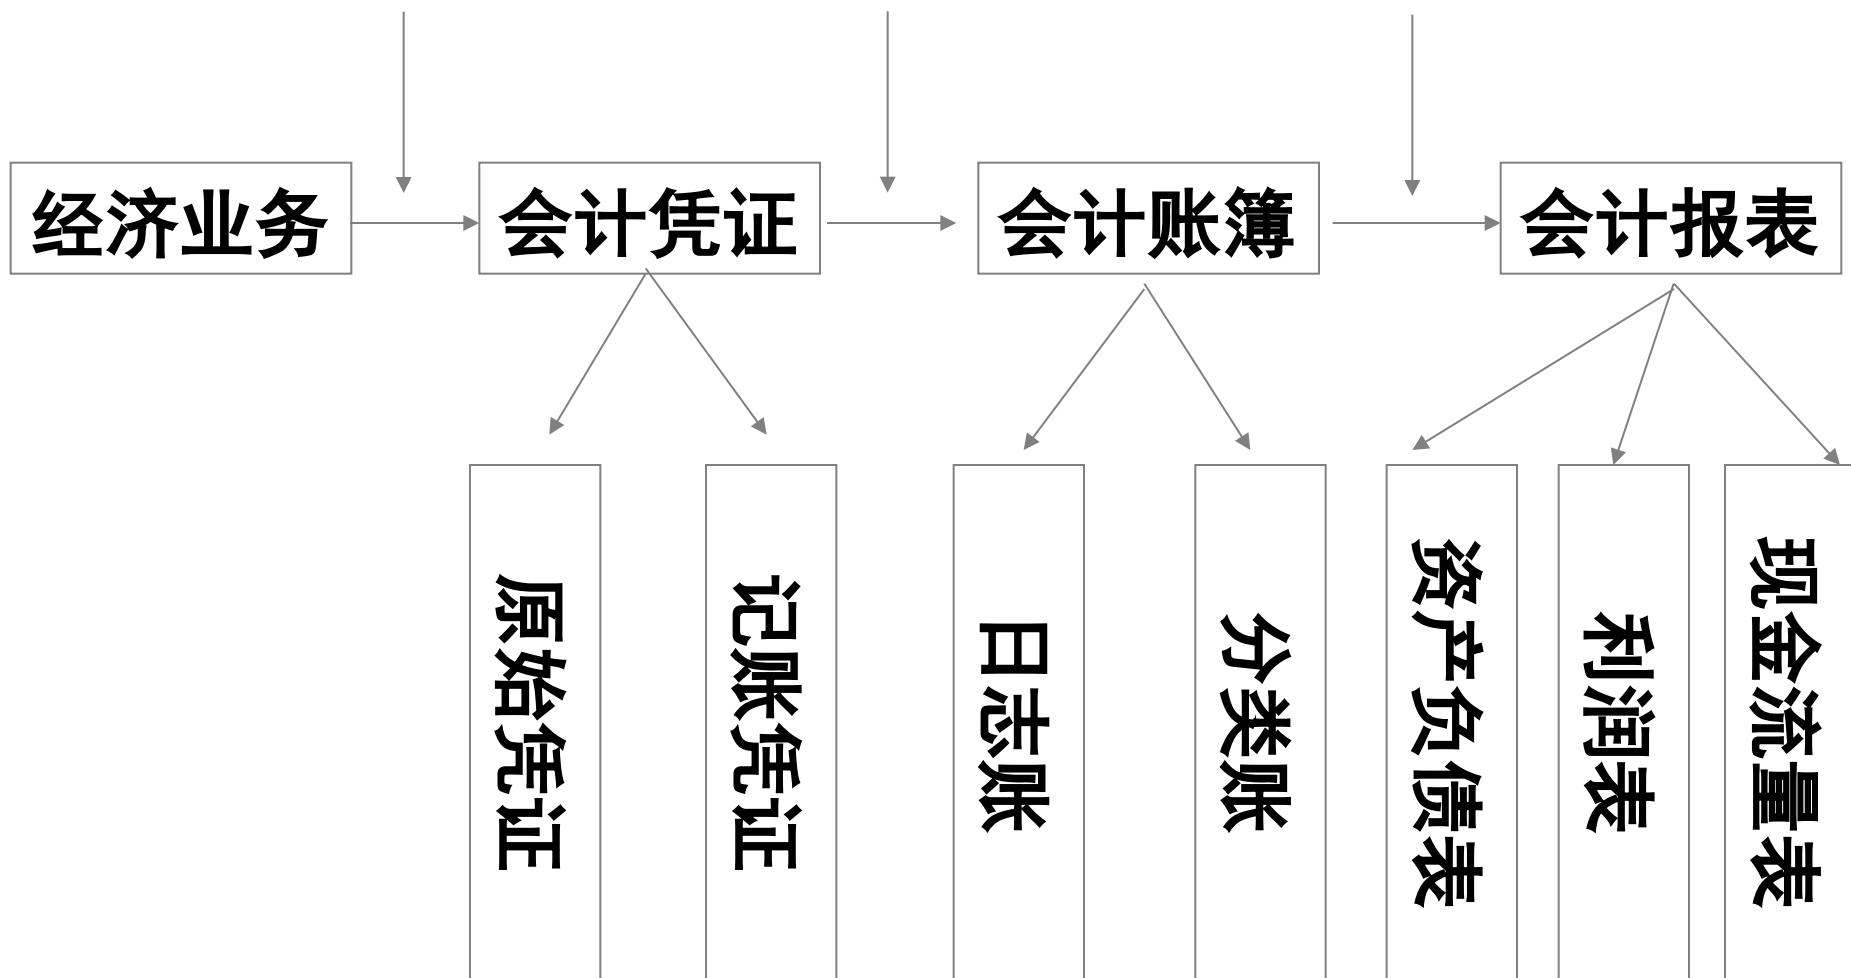 经济业务
会计凭证
会计账簿
会计报表
原始凭证
记账凭证
日志账
分类账
资产负债表
利润表
现金流量表